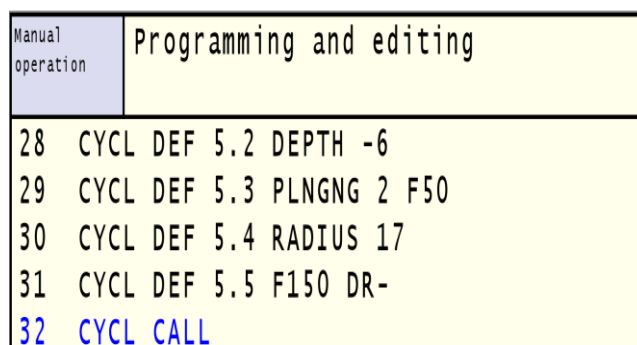 Manual
operation
Programming and editing
28 CYCL DEF 5.2 DEPTH -6
29 CYCL DEF 5.3 PLNGNG 2 F50
30 CYCL DEF 5.4 RADIUS 17
31 CYCL DEF 5.5 F150 DR-
32 CYCL CALL